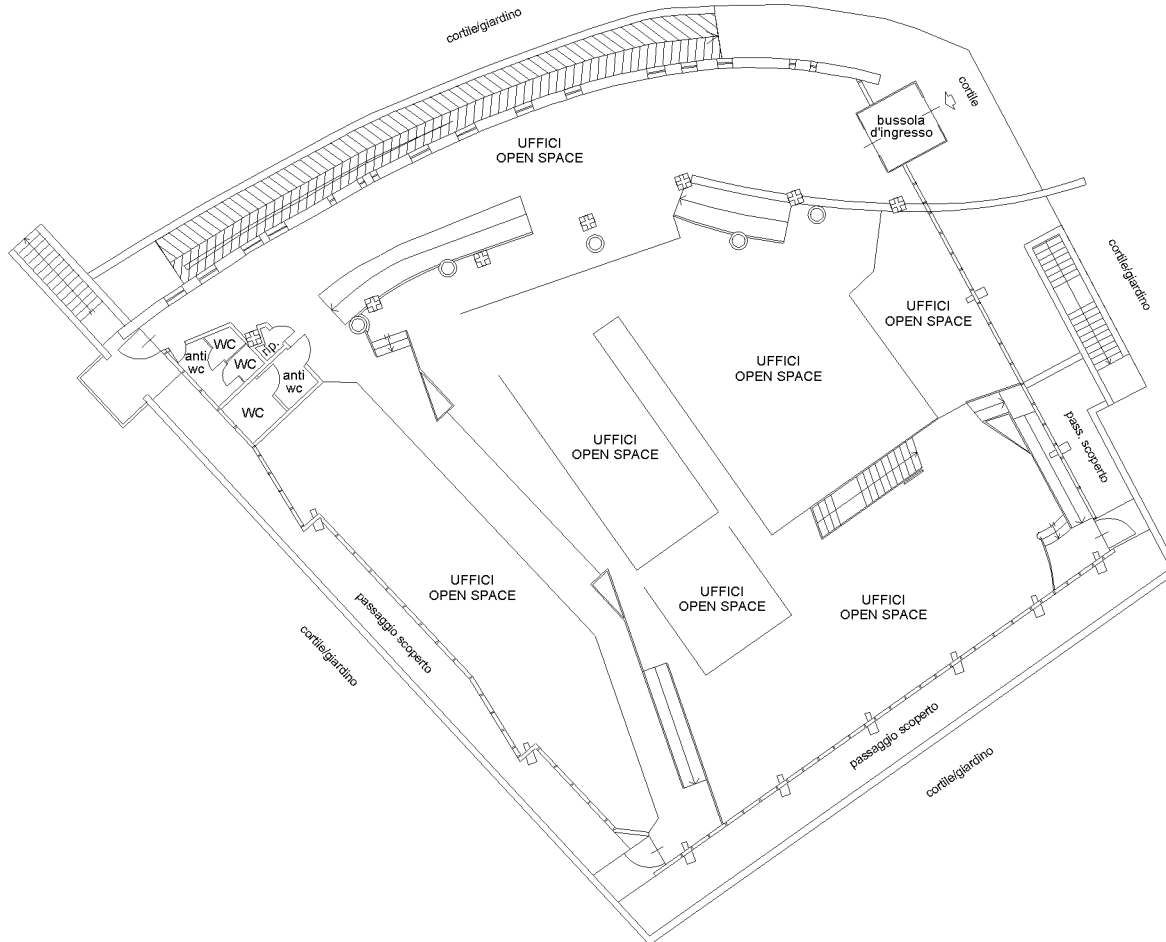 cortile/giardino
cortile
bussola
d'ingresso
UFFICI
OPEN SPACE
cortile/giardino
UFFICI
OPEN SPACE
anti
wc
WC
WC
rip.
anti
wc
WC
UFFICI
OPEN SPACE
UFFICI
OPEN SPACE
pass. scoperto
UFFICI
OPEN SPACE
UFFICI
OPEN SPACE
UFFICI
OPEN SPACE
passaggio scoperto
cortile/giardino
passaggio scoperto
cortile/giardino